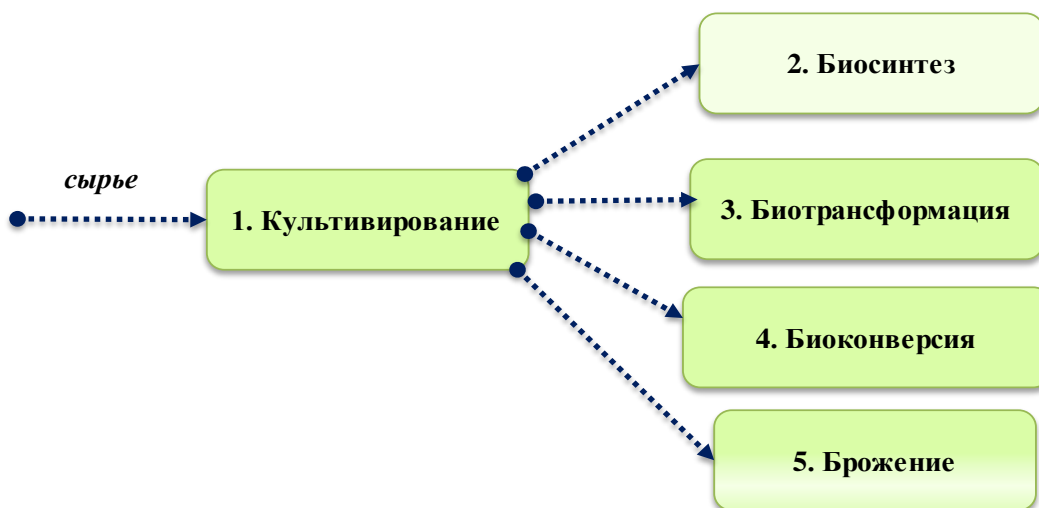 сырье
1. Культивирование
2. Биосинтез
3. Биотрансформация
4. Биоконверсия
5. Брожение